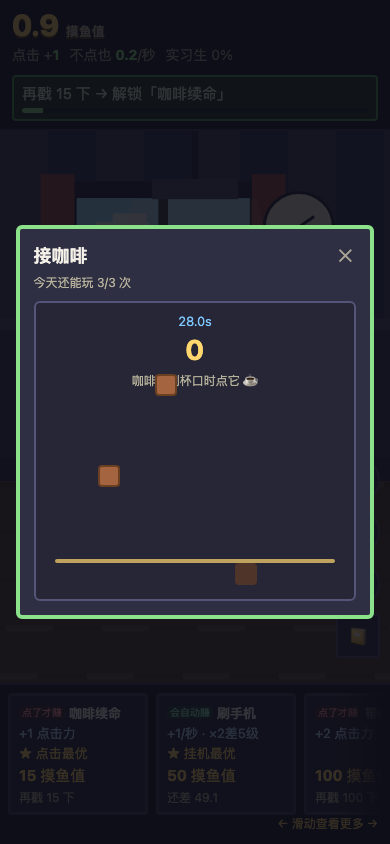 0.9 摸鱼值
点击 +1 不点也 0.2/秒 实习生 0%
再戳 15 下 → 解锁「咖啡续命」
接咖啡
今天还能玩 3/3 次
28.0s
0
咖啡 杯口时点它 ☕
点了才赚 咖啡续命
+1 点击力
★ 点击最优
15 摸鱼值
再戳 15 下
会自动赚 刷手机
+1/秒 · ×2差5级
★ 挂机最优
50 摸鱼值
还差 49.1
点了才赚
+2 点击力
100 摸鱼
再戳 100
← 滑动查看更多 →